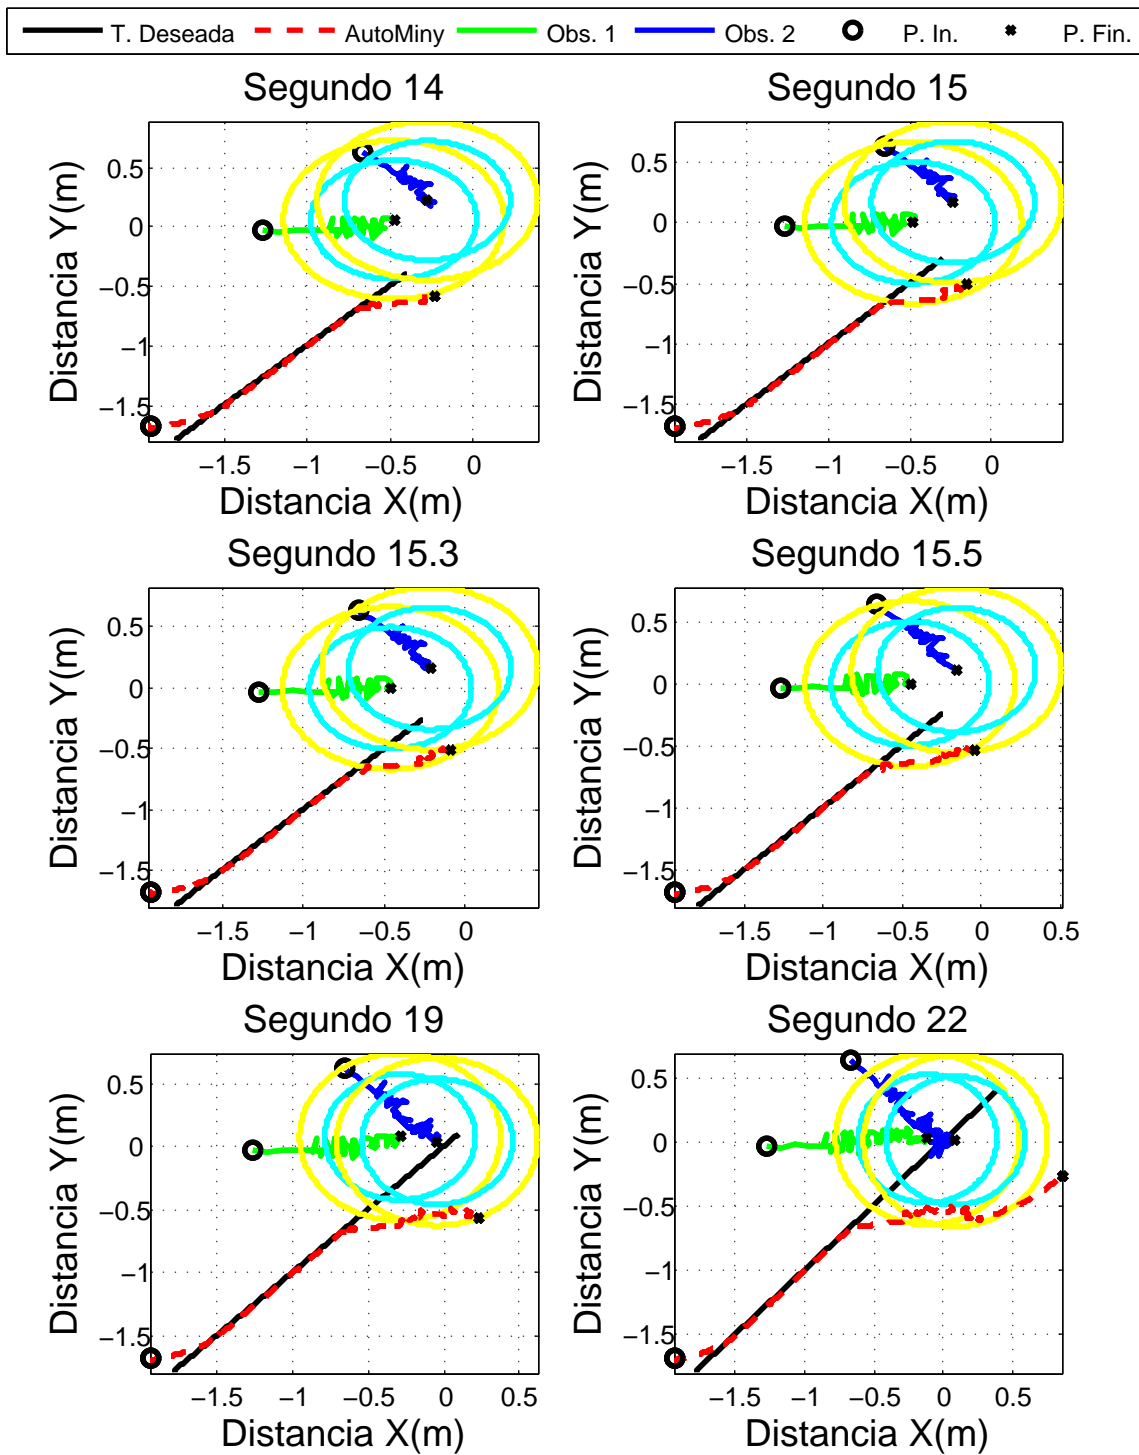 T. Deseada AutoMiny Obs. 1 Obs. 2 P. In. P. Fin.
Segundo 14 Segundo 15
0.5 0.5
0 0
−0.5 −0.5
−1 −1
−1.5 −1.5
Distancia Y(m) Distancia Y(m)
−1.5 −1 −0.5 0 −1.5 −1 −0.5 0
Distancia X(m) Distancia X(m)
Segundo 15.3 Segundo 15.5
0.5 0.5
0 0
−0.5 −0.5
−1 −1
−1.5 −1.5
Distancia Y(m) Distancia Y(m)
−1.5 −1 −0.5 0 −1.5 −1 −0.5 0 0.5
Distancia X(m) Distancia X(m)
Segundo 19 Segundo 22
0.5 0.5
0 0
−0.5 −0.5
−1 −1
−1.5 −1.5
Distancia Y(m) Distancia Y(m)
−1.5 −1 −0.5 0 0.5 −1.5 −1 −0.5 0 0.5
Distancia X(m) Distancia X(m)